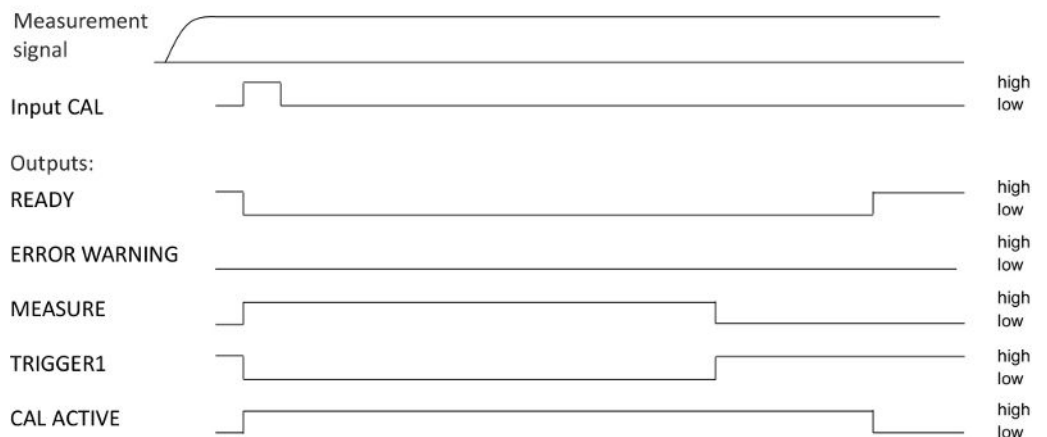 Measurement
signal
high
Input CAL
low
Outputs:
high
READY
low
high
ERROR WARNING
low
high
MEASURE
low
high
TRIGGER1
low
high
CAL ACTIVE
low